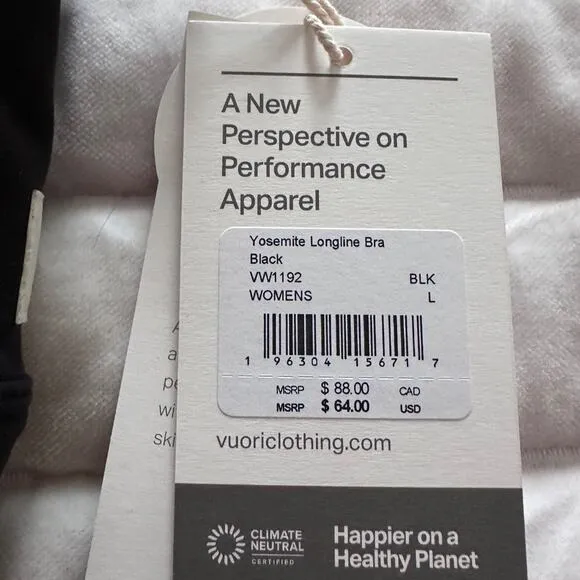 A New
Perspective on
Performance
Apparel
Yosemite Longline Bra
Black
VW1192 BLK
WOMENS L
1 96304 15671 7
MSRP $ 88.00 CAD
MSRP $ 64.00 USD
vuoriclothing.com
CLIMATE
NEUTRAL
CERTIFIED
Happier on a
Healthy Planet